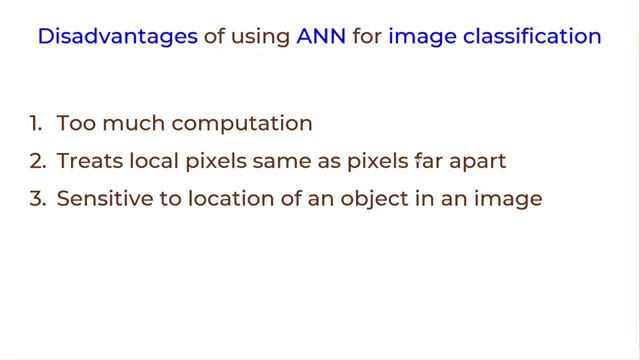 Disadvantages of using ANN for image classification
1. Too much computation
2. Treats local pixels same as pixels far apart
3. Sensitive to location of an object in an image